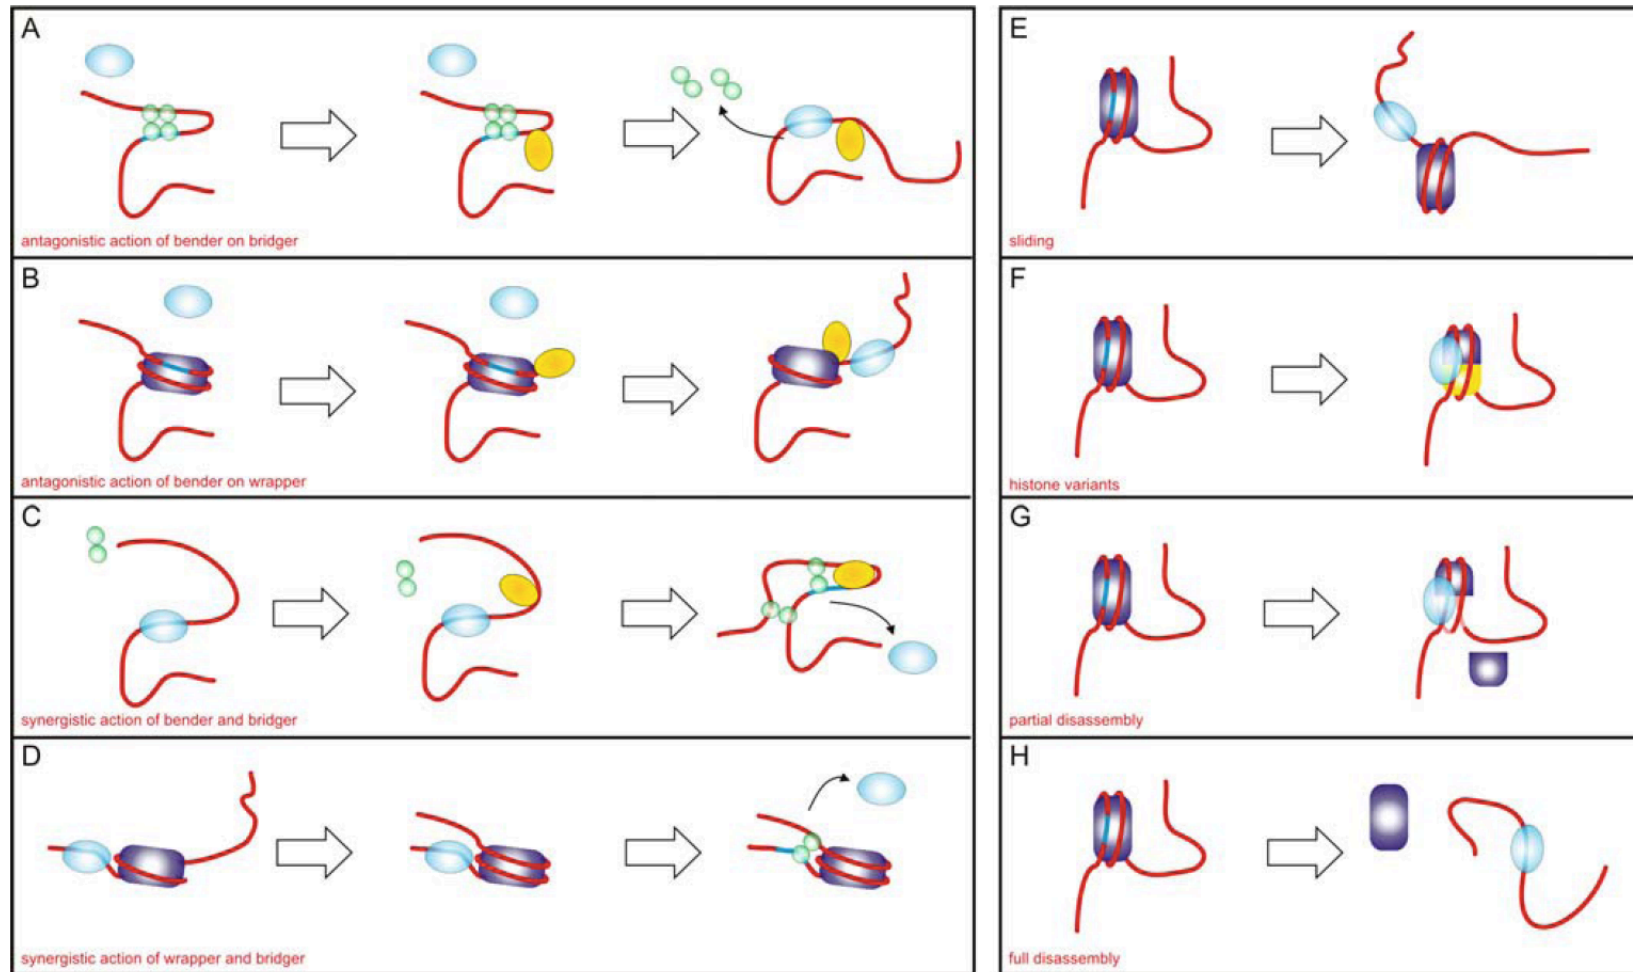 A
antagonistic action of bender on bridger
B
antagonistic action of bender on wrapper
C
synergistic action of bender and bridger
D
synergistic action of wrapper and bridger
E
sliding
F
histone variants
G
partial disassembly
H
full disassembly